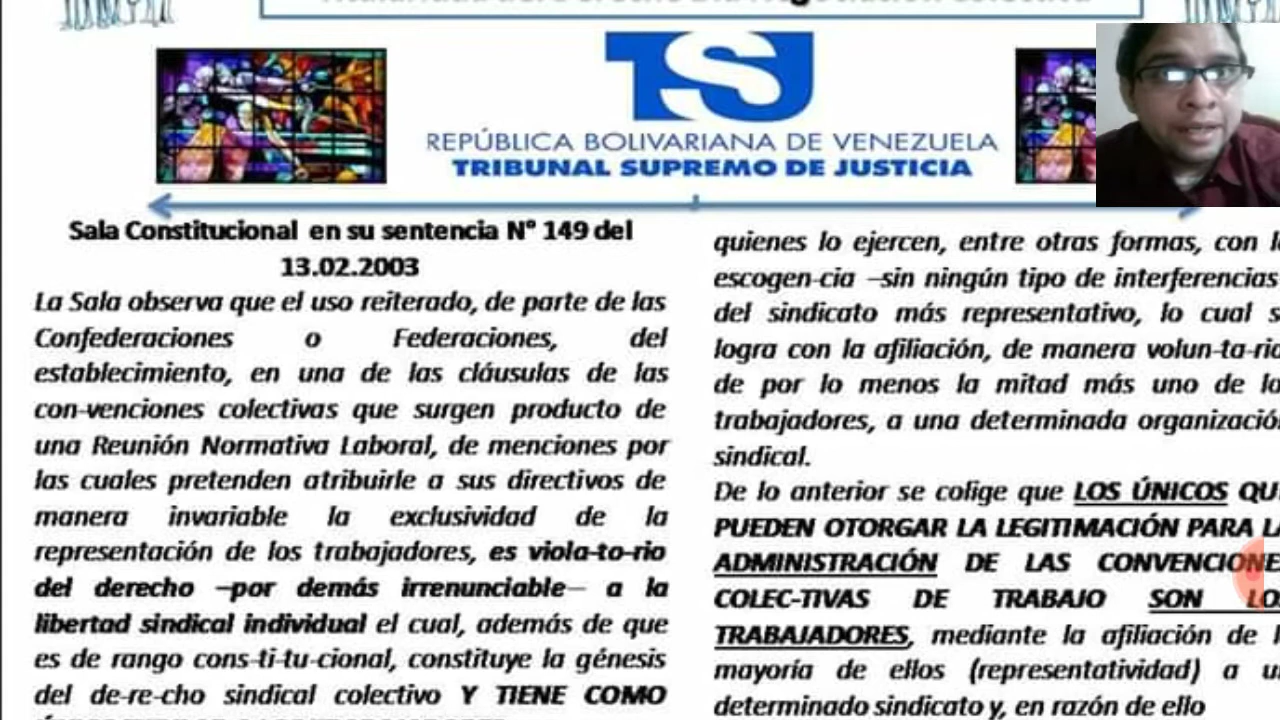 TSJ
REPÚBLICA BOLIVARIANA DE VENEZUELA
TRIBUNAL SUPREMO DE JUSTICIA
Sala Constitucional en su sentencia N° 149 del
13.02.2003
La Sala observa que el uso reiterado, de parte de las
Confederaciones o Federaciones, del
establecimiento, en una de las cláusulas de las
con-venciones colectivas que surgen producto de
una Reunión Normativa Laboral, de menciones por
las cuales pretenden atribuirle a sus directivos de
manera invariable la exclusividad de la
representación de los trabajadores, es viola-to-rio
del derecho –por demás irrenunciable– a la
libertad sindical individual el cual, además de que
es de rango cons-ti-tu-cional, constituye la génesis
del de-re-cho sindical colectivo Y TIENE COMO
quienes lo ejercen, entre otras formas, con
escogen-cia –sin ningún tipo de interferencias
del sindicato más representativo, lo cual
logra con la afiliación, de manera
de por lo menos la mitad más uno de
trabajadores, a una determinada
sindical.
De lo anterior se colige que LOS ÚNICOS
PUEDEN OTORGAR LA LEGITIMACIÓN PARA
ADMINISTRACIÓN DE LAS
COLEC-TIVAS DE TRABAJO SON
TRABAJADORES, mediante la afiliación de
mayoría de ellos (representatividad) a
determinado sindicato y, en razón de ello